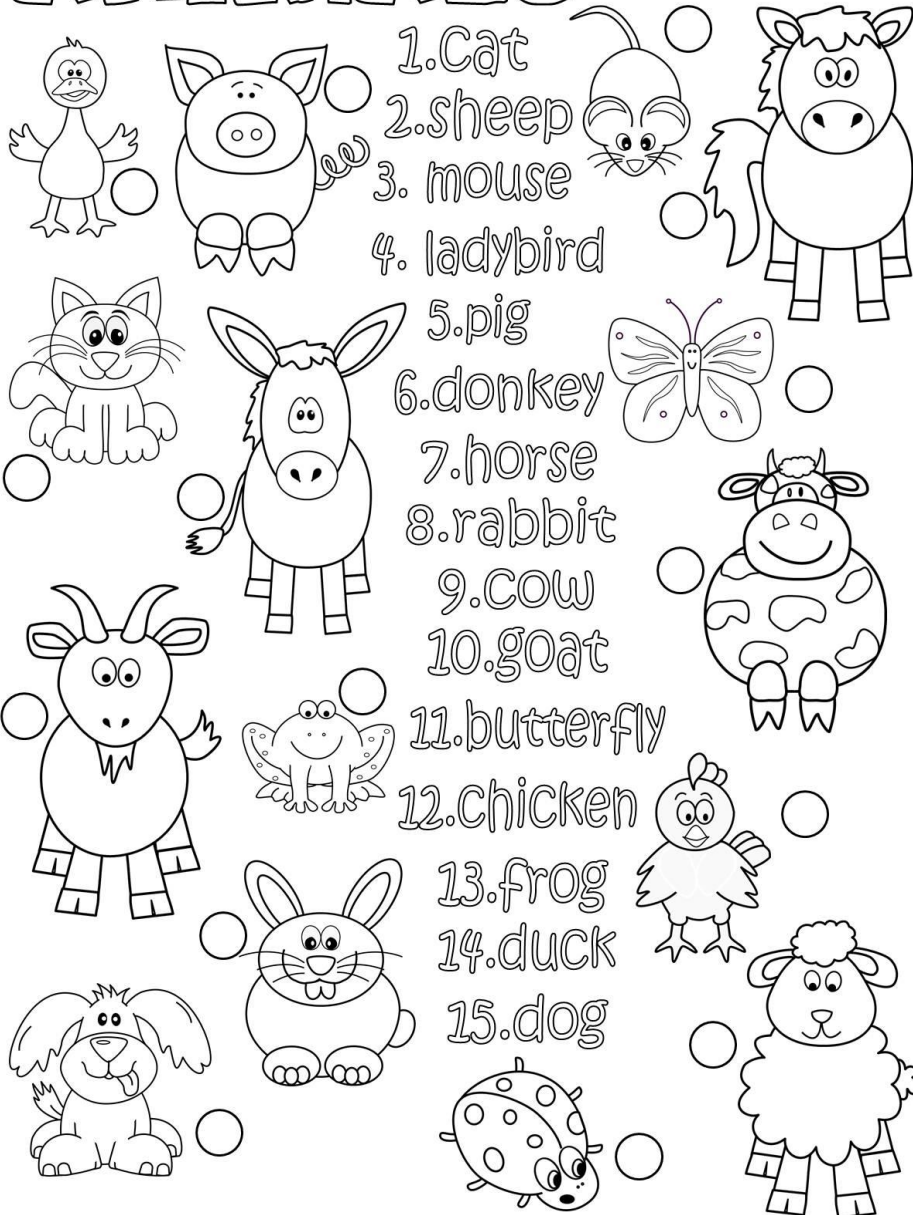 1.Cat
2.sheep
3. mouse
4. ladybird
5.pig
6.donkey
7.horse
8.rabbit
9.cow
10.goat
11.butterfly
12.chicken
13.frog
14.duck
15.dog